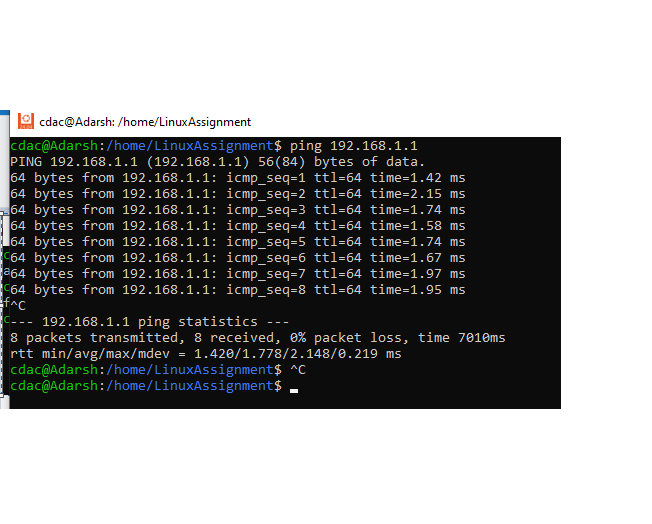 cdac@Adarsh: /home/LinuxAssignment
cdac@Adarsh:/home/LinuxAssignment$ ping 192.168.1.1
PING 192.168.1.1 (192.168.1.1) 56(84) bytes of data.
64 bytes from 192.168.1.1: icmp_seq=1 ttl=64 time=1.42 ms
64 bytes from 192.168.1.1: icmp_seq=2 ttl=64 time=2.15 ms
64 bytes from 192.168.1.1: icmp_seq=3 ttl=64 time=1.74 ms
64 bytes from 192.168.1.1: icmp_seq=4 ttl=64 time=1.58 ms
64 bytes from 192.168.1.1: icmp_seq=5 ttl=64 time=1.74 ms
64 bytes from 192.168.1.1: icmp_seq=6 ttl=64 time=1.67 ms
64 bytes from 192.168.1.1: icmp_seq=7 ttl=64 time=1.97 ms
64 bytes from 192.168.1.1: icmp_seq=8 ttl=64 time=1.95 ms
^C
--- 192.168.1.1 ping statistics ---
8 packets transmitted, 8 received, 0% packet loss, time 7010ms
rtt min/avg/max/mdev = 1.420/1.778/2.148/0.219 ms
cdac@Adarsh:/home/LinuxAssignment$ ^C
cdac@Adarsh:/home/LinuxAssignment$